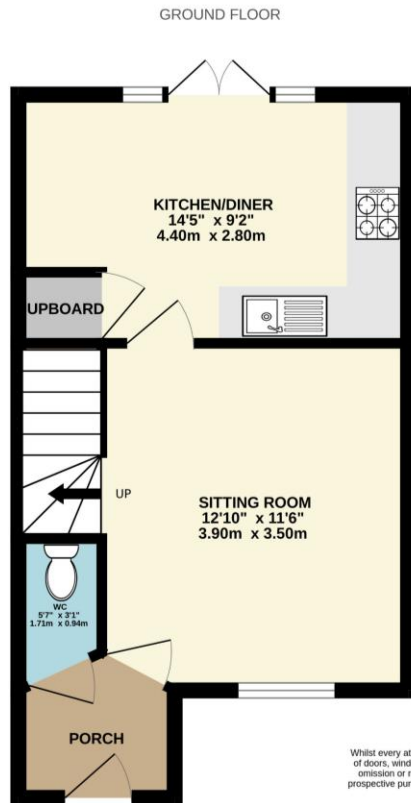 GROUND FLOOR
KITCHEN/DINER
14'5" x 9'2"
4.40m x 2.80m
UPBOARD
UP
SITTING ROOM
12'10" x 11'6"
3.90m x 3.50m
WC
5'7" x 3'1"
1.71m x 0.94m
PORCH
Whilst every at
of doors, wind
omission or
prospective pur